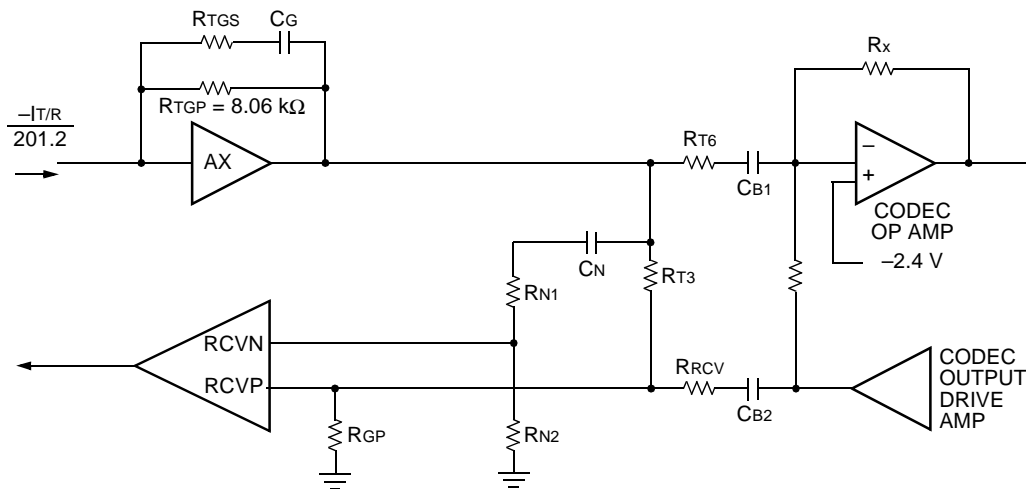 RTGS
CG
RTGP = 8.06 kΩ
–IT/R
201.2
AX
Rx
RT6
CB1
–
+
CODEC
OP AMP
–2.4 V
CN
RT3
RN1
RCVN
RCVP
RRCV
CB2
CODEC
OUTPUT
DRIVE
AMP
RGP
RN2